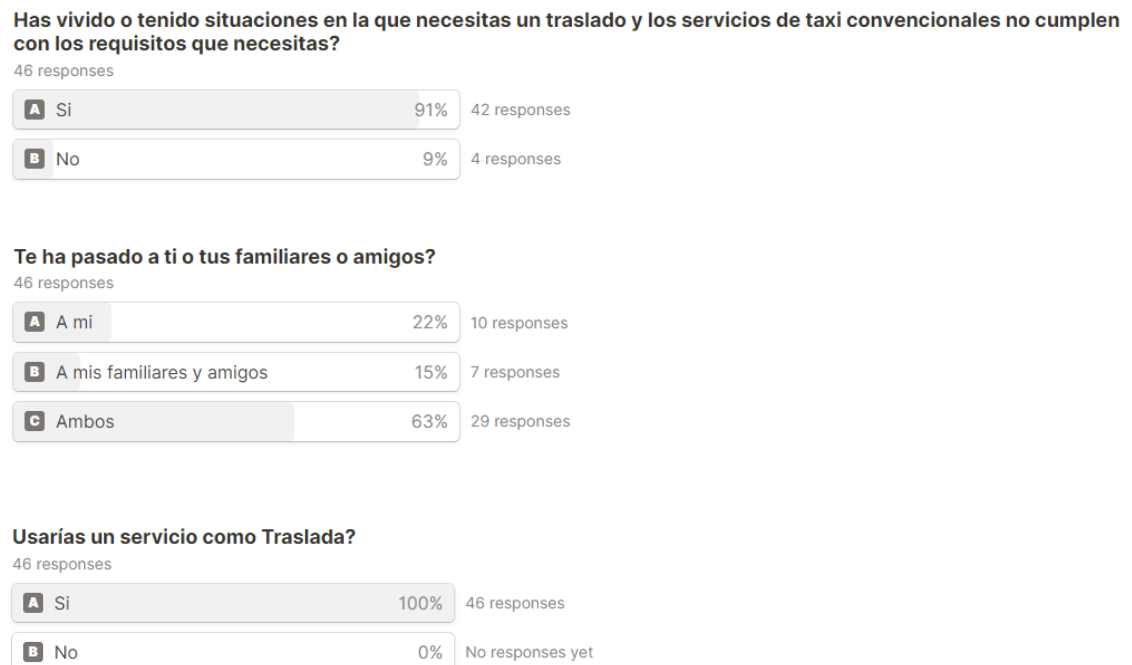 Has vivido o tenido situaciones en la que necesitas un traslado y los servicios de taxi convencionales no cumplen
con los requisitos que necesitas?
46 responses
A Si 91% 42 responses
B No 9% 4 responses
Te ha pasado a ti o tus familiares o amigos?
46 responses
A A mi 22% 10 responses
B A mis familiares y amigos 15% 7 responses
C Ambos 63% 29 responses
Usarías un servicio como Traslada?
46 responses
A Si 100% 46 responses
B No 0% No responses yet